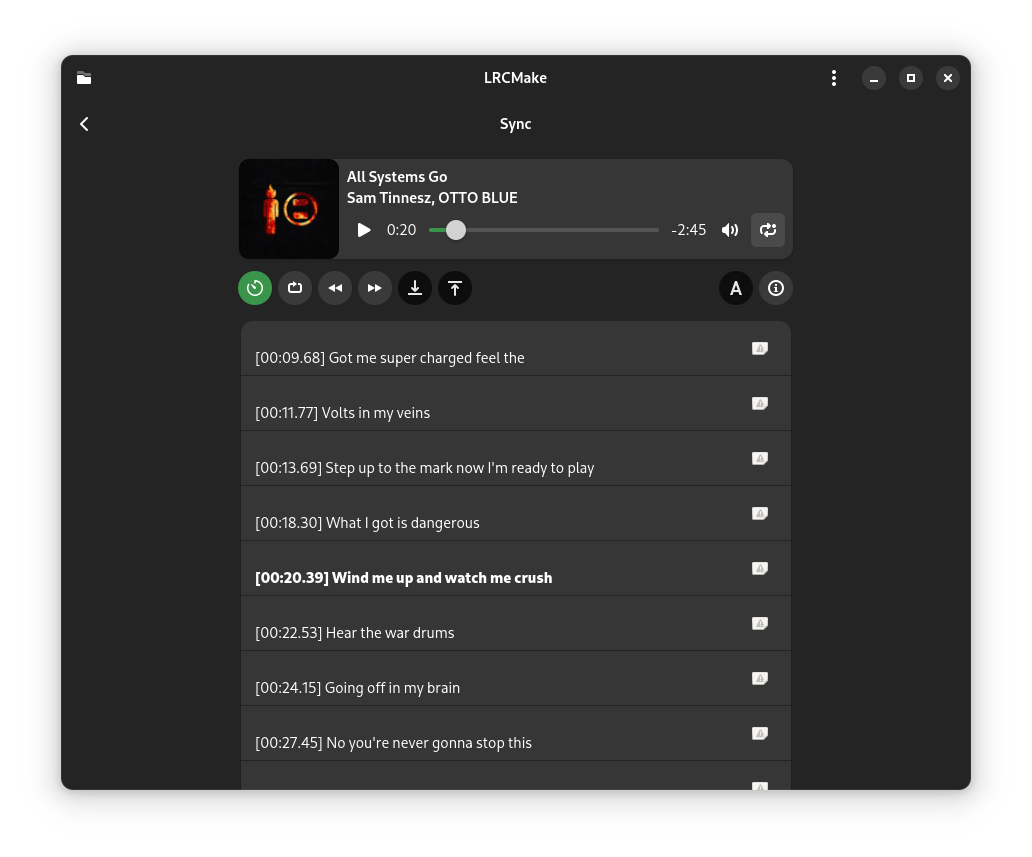 LRCMake
Sync
All Systems Go
Sam Tinnesz, OTTO BLUE
0:20
-2:45
A
[00:09.68] Got me super charged feel the
[00:11.77] Volts in my veins
[00:13.69] Step up to the mark now I'm ready to play
[00:18.30] What I got is dangerous
[00:20.39] Wind me up and watch me crush
[00:22.53] Hear the war drums
[00:24.15] Going off in my brain
[00:27.45] No you're never gonna stop this